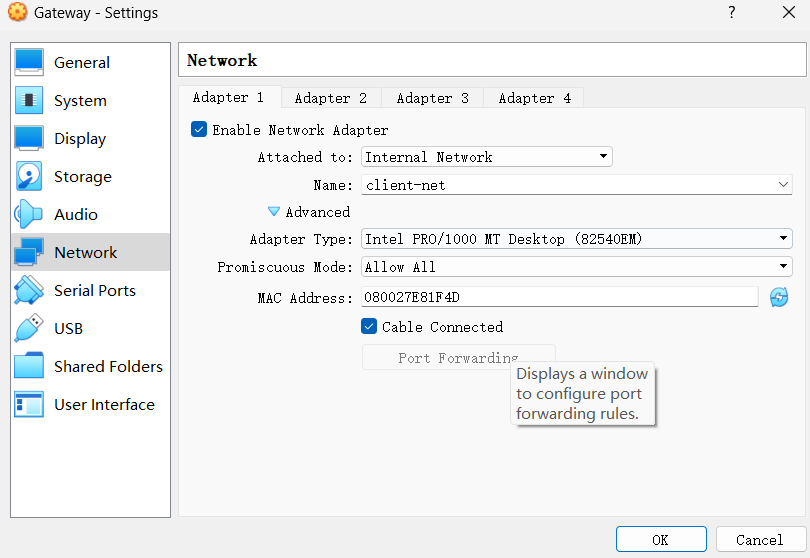 Gateway - Settings
?
General
System
Display
Storage
Audio
Network
Serial Ports
USB
Shared Folders
User Interface
Network
Adapter 1
Adapter 2
Adapter 3
Adapter 4
Enable Network Adapter
Attached to: Internal Network
Name: client-net
Advanced
Adapter Type: Intel PRO/1000 MT Desktop (82540EM)
Promiscuous Mode: Allow All
MAC Address: 080027E81F4D
Cable Connected
Port Forwarding
Displays a window
to configure port
forwarding rules.
OK
Cancel